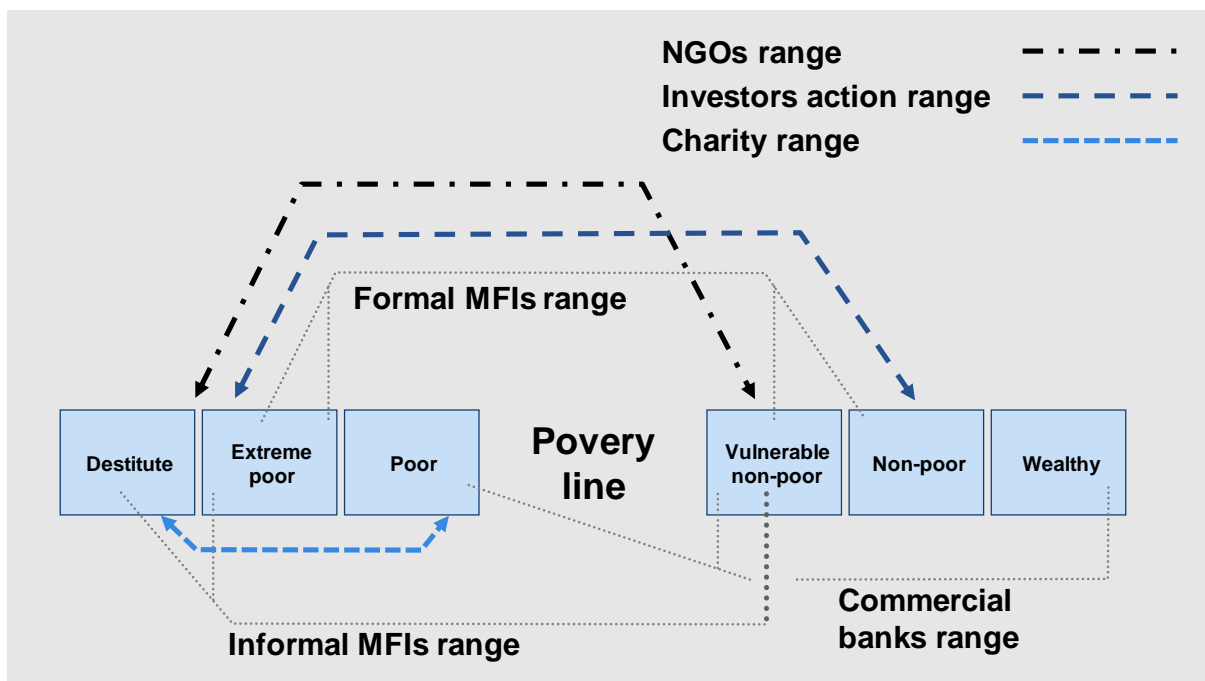 NGOs range
Investors action range
Charity range
Formal MFIs range
Destitute
Extreme
poor
Poor
Povery
line
Vulnerable
non-poor
Non-poor
Wealthy
Informal MFIs range
Commercial
banks range